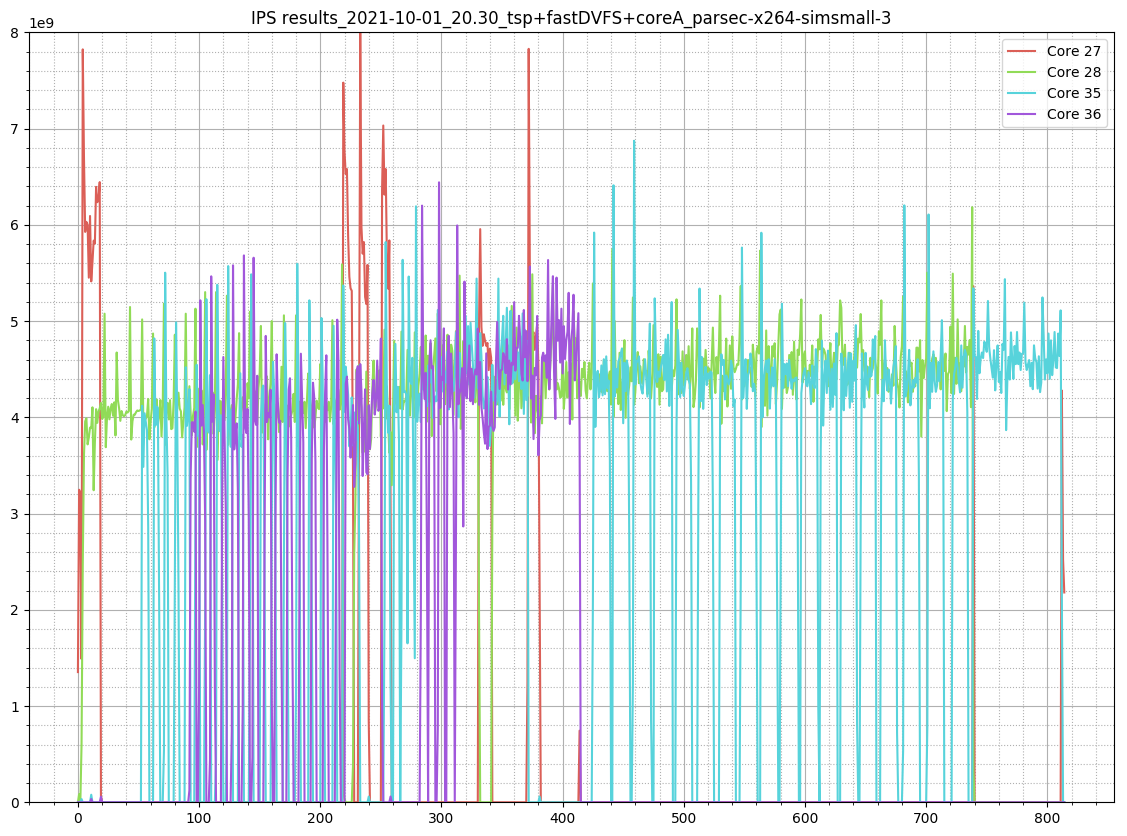 IPS results_2021-10-01_20.30_tsp+fastDVFS+coreA_parsec-x264-simsmall-3
1e9
8
7
6
5
4
3
2
1
0
Core 27
Core 28
Core 35
Core 36
0 100 200 300 400 500 600 700 800